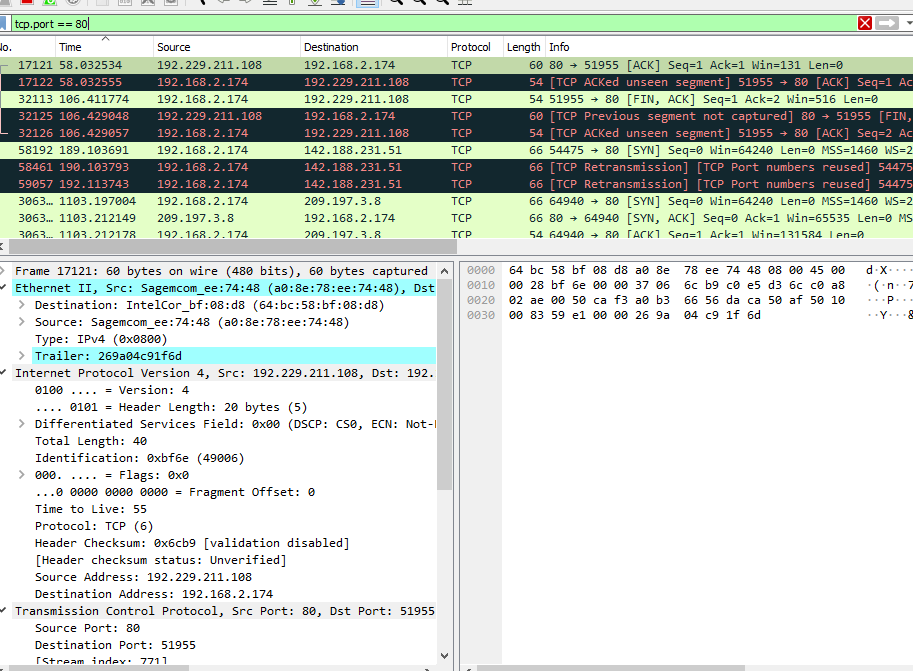 tcp.port == 80
No. Time Source Destination Protocol Length Info
17121 58.032534 192.229.211.108 192.168.2.174 TCP 60 80 → 51955 [ACK] Seq=1 Ack=1 Win=131 Len=0
17122 58.032555 192.168.2.174 192.229.211.108 TCP 54 [TCP ACKed unseen segment] 51955 → 80 [ACK] Seq=1 Ac
32113 106.411774 192.168.2.174 192.229.211.108 TCP 54 51955 → 80 [FIN, ACK] Seq=1 Ack=2 Win=516 Len=0
32125 106.429048 192.229.211.108 192.168.2.174 TCP 60 [TCP Previous segment not captured] 80 → 51955 [FIN,
32126 106.429057 192.168.2.174 192.229.211.108 TCP 54 [TCP ACKed unseen segment] 51955 → 80 [ACK] Seq=2 Ac
58192 189.103691 192.168.2.174 142.188.231.51 TCP 66 54475 → 80 [SYN] Seq=0 Win=64240 Len=0 MSS=1460 WS=2
58461 190.103793 192.168.2.174 142.188.231.51 TCP 66 [TCP Retransmission] [TCP Port numbers reused] 54475
59057 192.113743 192.168.2.174 142.188.231.51 TCP 66 [TCP Retransmission] [TCP Port numbers reused] 54475
3063… 1103.197004 192.168.2.174 209.197.3.8 TCP 66 64940 → 80 [SYN] Seq=0 Win=64240 Len=0 MSS=1460 WS=2
3063… 1103.212149 209.197.3.8 192.168.2.174 TCP 66 80 → 64940 [SYN, ACK] Seq=0 Ack=1 Win=65535 Len=0 MS
3063… 1103.212178 192.168.2.174 209.197.3.8 TCP 54 64940 → 80 [ACK] Seq=1 Ack=1 Win=131584 Len=0
Frame 17121: 60 bytes on wire (480 bits), 60 bytes captured
Ethernet II, Src: Sagemcom_ee:74:48 (a0:8e:78:ee:74:48), Dst
Destination: IntelCor_bf:08:d8 (64:bc:58:bf:08:d8)
Source: Sagemcom_ee:74:48 (a0:8e:78:ee:74:48)
Type: IPv4 (0x0800)
Trailer: 269a04c91f6d
Internet Protocol Version 4, Src: 192.229.211.108, Dst: 192.
0100 .... = Version: 4
.... 0101 = Header Length: 20 bytes (5)
Differentiated Services Field: 0x00 (DSCP: CS0, ECN: Not-
Total Length: 40
Identification: 0xbf6e (49006)
000. .... = Flags: 0x0
...0 0000 0000 0000 = Fragment Offset: 0
Time to Live: 55
Protocol: TCP (6)
Header Checksum: 0x6cb9 [validation disabled]
[Header checksum status: Unverified]
Source Address: 192.229.211.108
Destination Address: 192.168.2.174
Transmission Control Protocol, Src Port: 80, Dst Port: 51955
Source Port: 80
Destination Port: 51955
[Stream index: 771]
0000 64 bc 58 bf 08 d8 a0 8e 78 ee 74 48 08 00 45 00 d·X·····
0010 00 28 bf 6e 00 00 37 06 6c b9 c0 e5 d3 6c c0 a8 ·(·n··7
0020 02 ae 00 50 ca f3 a0 b3 66 56 da ca 50 af 50 10 ···P····
0030 00 83 59 e1 00 00 26 9a 04 c9 1f 6d ··Y···&